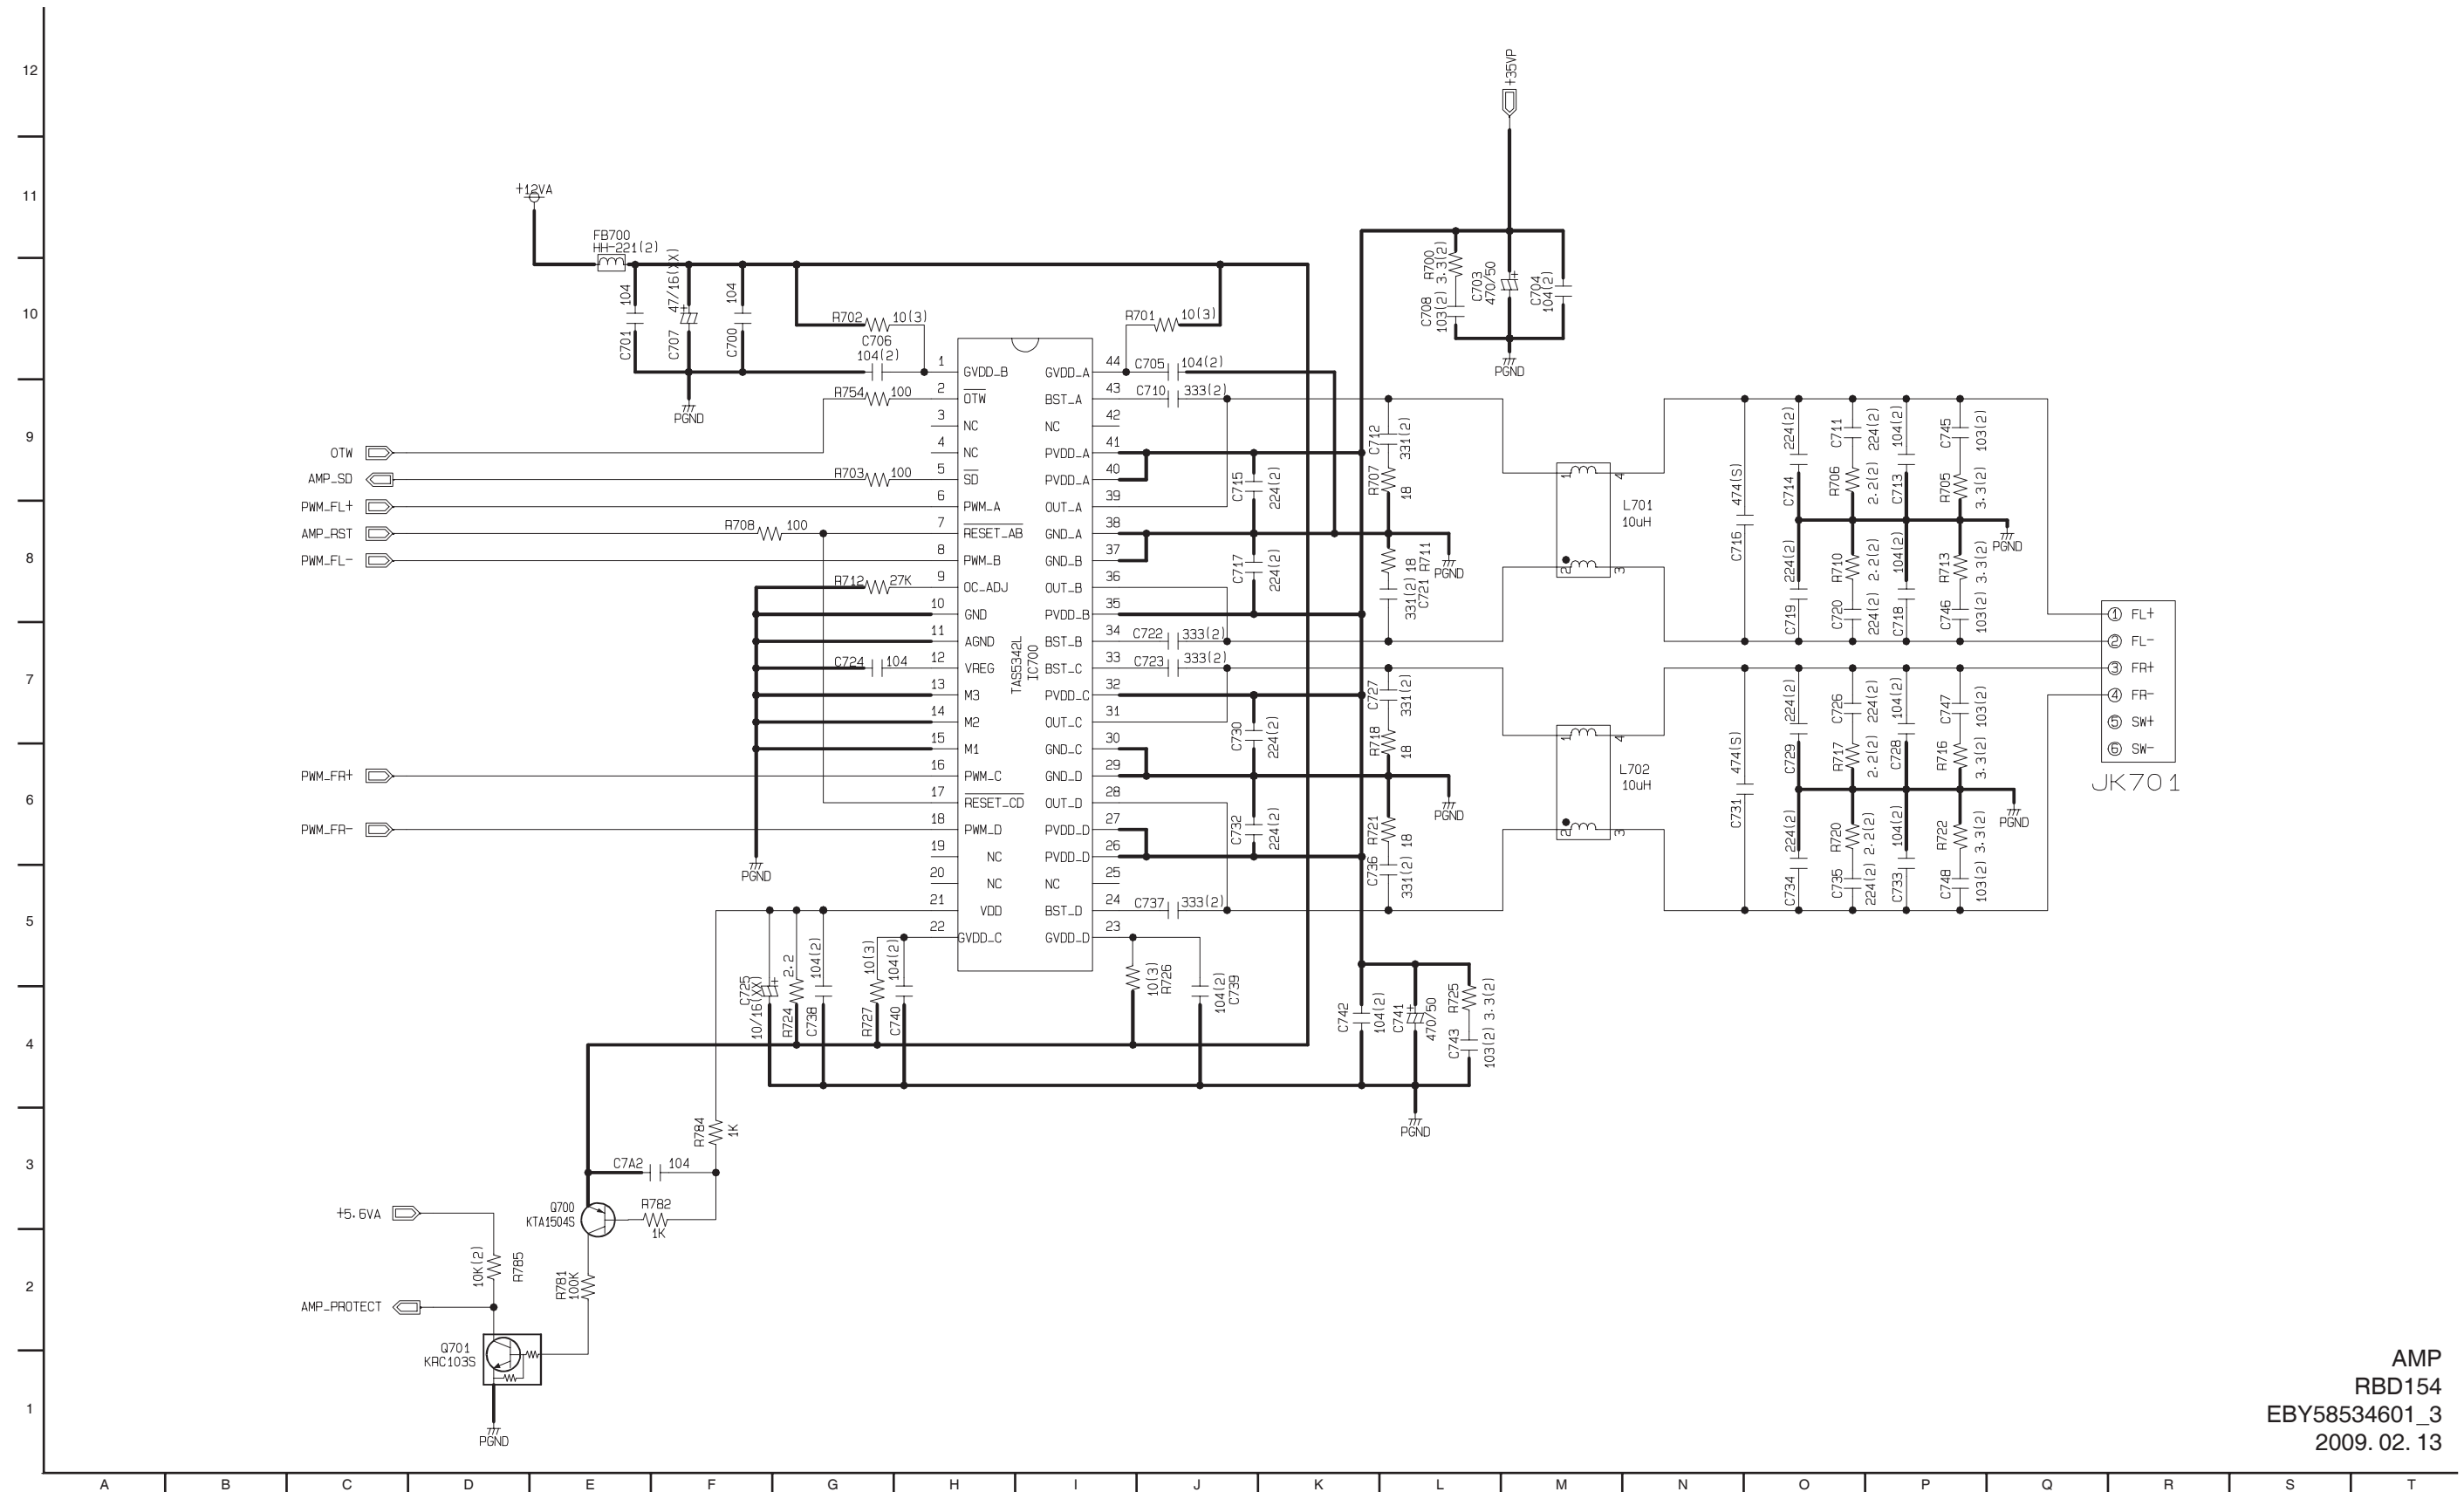 12
11
10
9
8
7
6
5
4
3
2
1
A B C D E F G H I J K L M N O P Q R S T
+35VP
+12VA
FB700
HH-221(2)
104
C701
47/16(XX)
C707
104
C700
PGND
R702 10(3)
C706
104(2)
R754 100
R703 100
R708 100
R712 27K
C724 104
PGND
OTW
AMP_SD
PWM_FL+
AMP_RST
PWM_FL-
PWM_FR+
PWM_FR-
1 GVDD_B
2 OTW
3 NC
4 NC
5 SD
6 PWM_A
7 RESET_AB
8 PWM_B
9 OC_ADJ
10 GND
11 AGND
12 VREG
13 M3
14 M2
15 M1
16 PWM_C
17 RESET_CD
18 PWM_D
19 NC
20 NC
21 VDD
22 GVDD_C
TAS5342L
IC700
44 GVDD_A
43 BST_A
42 NC
41 PVDD_A
40 PVDD_A
39 OUT_A
38 GND_A
37 GND_B
36 OUT_B
35 PVDD_B
34 BST_B
33 BST_C
32 PVDD_C
31 OUT_C
30 GND_C
29 GND_D
28 OUT_D
27 PVDD_D
26 PVDD_D
25 NC
24 BST_D
23 GVDD_D
R701 10(3)
C705 104(2)
C710 333(2)
C722 333(2)
C723 333(2)
C737 333(2)
C715 224(2)
C717 224(2)
C730 224(2)
C732 224(2)
R700 3.3(2)
C708 103(2)
C703 470/50
C704 104(2)
PGND
C712 331(2)
R707 18
R711 18
C721 331(2)
PGND
C727 331(2)
R718 18
R721 18
C736 331(2)
PGND
1 4
L701
10uH
2 3
1 4
L702
10uH
2 3
C716 474(S)
C714 224(2)
C711 224(2)
R706 2.2(2)
C713 104(2)
C745 103(2)
R705 3.3(2)
PGND
C719 224(2)
R710 2.2(2)
C720 224(2)
C718 104(2)
R713 3.3(2)
C746 103(2)
C731 474(S)
C729 224(2)
C726 224(2)
R717 2.2(2)
C728 104(2)
C747 103(2)
R716 3.3(2)
PGND
C734 224(2)
R720 2.2(2)
C735 224(2)
C733 104(2)
R722 3.3(2)
C748 103(2)
① FL+
② FL-
③ FR+
④ FR-
⑤ SW+
⑥ SW-
JK701
C725 10/16(XX)
R724 2.2
C738 104(2)
R727 10(3)
C740 104(2)
10(3) R726
104(2) C739
C742 104(2)
C741 470/50
R725 3.3(2)
C743 103(2)
PGND
R784 1K
C7A2 104
Q700
KTA1504S
R782
1K
+5.6VA
10K(2) R785
R781 100K
AMP_PROTECT
Q701
KRC103S
PGND
AMP
RBD154
EBY58534601_3
2009. 02. 13